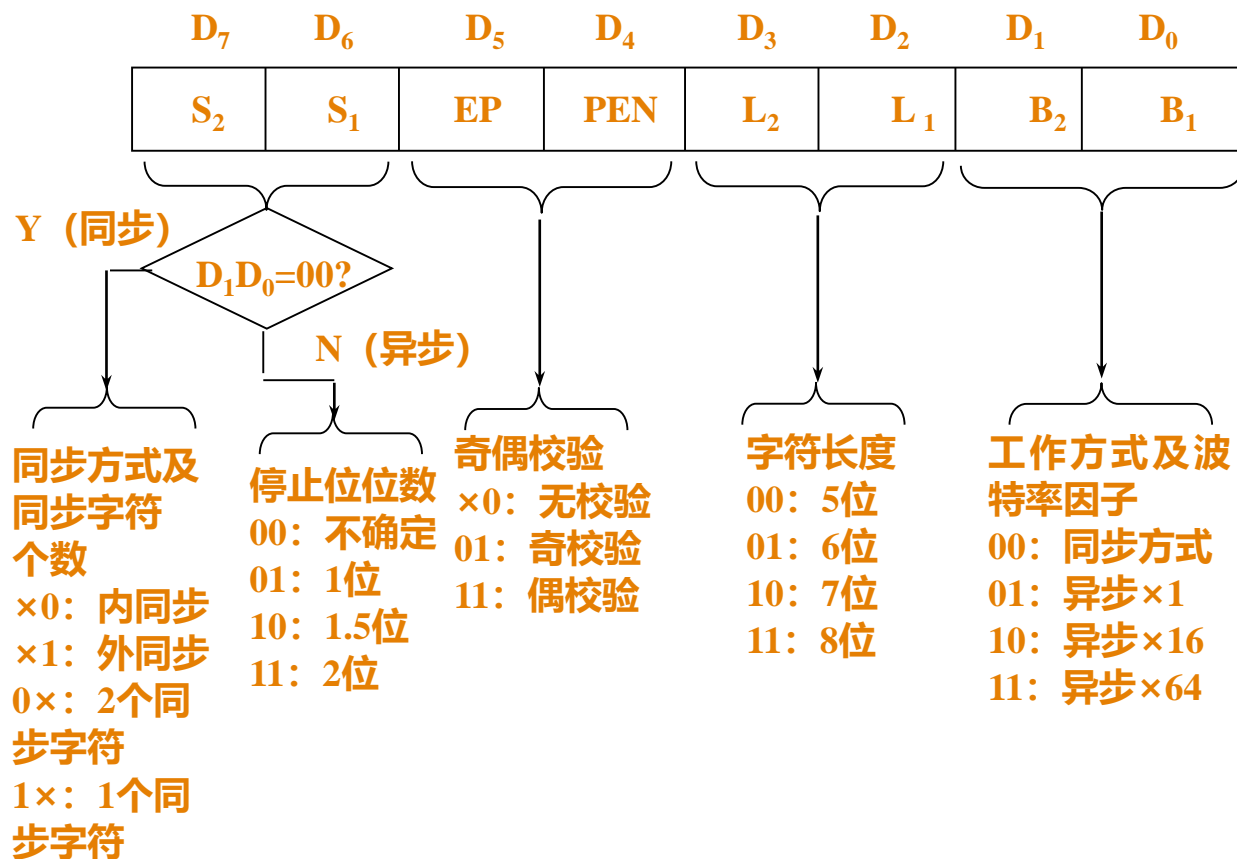 D₇ D₆ D₅ D₄ D₃ D₂ D₁ D₀
S₂ S₁ EP PEN L₂ L₁ B₂ B₁
Y（同步）
D₁D₀=00?
N（异步）
同步方式及
同步字符
个数
×0：内同步
×1：外同步
0×：2个同
步字符
1×：1个同
步字符
停止位位数
00：不确定
01：1位
10：1.5位
11：2位
奇偶校验
×0：无校验
01：奇校验
11：偶校验
字符长度
00：5位
01：6位
10：7位
11：8位
工作方式及波
特率因子
00：同步方式
01：异步×1
10：异步×16
11：异步×64